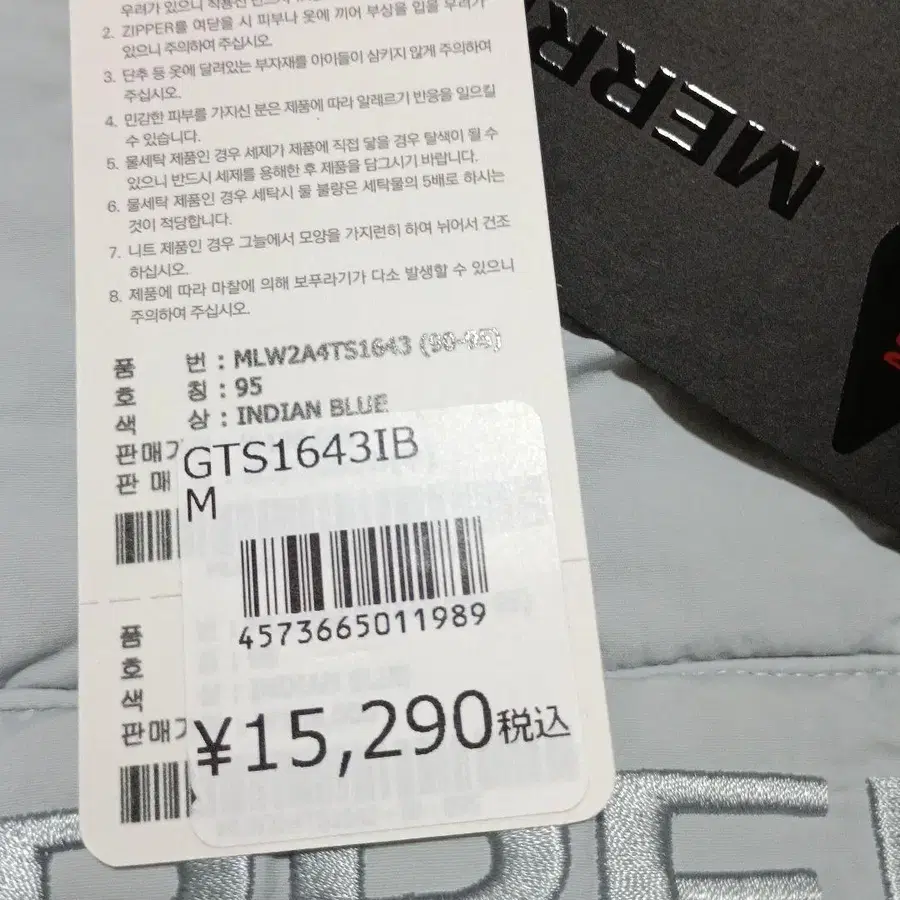 우려가 있으니 착용전 반드시
2. ZIPPER를 여닫을 시 피부나 옷에 끼어 부상을 입을 우려가
있으니 주의하여 주십시오.
3. 단추 등 옷에 달려있는 부자재를 아이들이 삼키지 않게 주의하여
주십시오.
4. 민감한 피부를 가지신 분은 제품에 따라 알레르기 반응을 일으킬
수 있습니다.
5. 물세탁 제품인 경우 세제가 제품에 직접 닿을 경우 탈색이 될 수
있으니 반드시 세제를 용해한 후 제품을 담그시기 바랍니다.
6. 물세탁 제품인 경우 세탁시 물 불량은 세탁물의 5배로 하시는
것이 적당합니다.
7. 니트 제품인 경우 그늘에서 모양을 가지런히 하여 뉘어서 건조
하십시오.
8. 제품에 따라 마찰에 의해 보푸라기가 다소 발생할 수 있으니
주의하여 주십시오.
MERR
품 번 : MLW2A4TS1643
호 칭 : 95
색 상 : INDIAN BLUE
판매
판 매
GTS1643IB
M
4573665011989
품
호
색 : INDIAN BLUE
판매
¥15,290税込